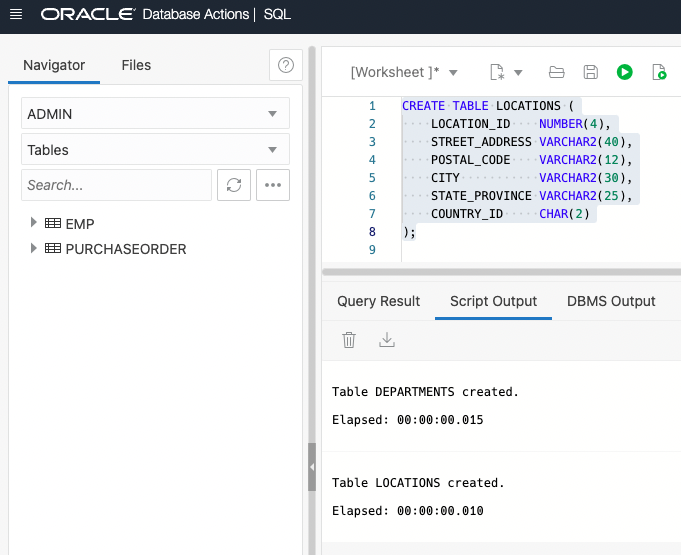 ORACLE Database Actions | SQL
Navigator Files
ADMIN
Tables
Search...
EMP
PURCHASEORDER
[Worksheet ]*
1 CREATE TABLE LOCATIONS (
2 LOCATION_ID NUMBER(4),
3 STREET_ADDRESS VARCHAR2(40),
4 POSTAL_CODE VARCHAR2(12),
5 CITY VARCHAR2(30),
6 STATE_PROVINCE VARCHAR2(25),
7 COUNTRY_ID CHAR(2)
8 );
9
Query Result Script Output DBMS Output
Table DEPARTMENTS created.
Elapsed: 00:00:00.015
Table LOCATIONS created.
Elapsed: 00:00:00.010